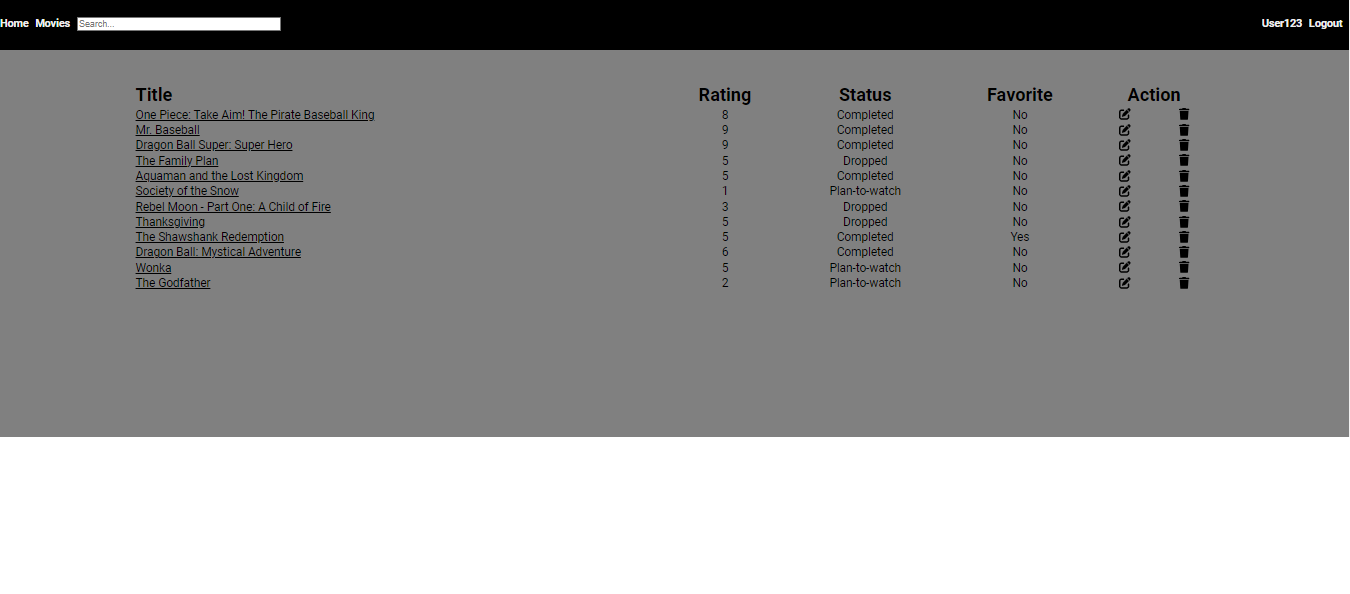 Home Movies Search... User123 Logout
Title Rating Status Favorite Action
One Piece: Take Aim! The Pirate Baseball King 8 Completed No
Mr. Baseball 9 Completed No
Dragon Ball Super: Super Hero 9 Completed No
The Family Plan 5 Dropped No
Aquaman and the Lost Kingdom 5 Completed No
Society of the Snow 1 Plan-to-watch No
Rebel Moon - Part One: A Child of Fire 3 Dropped No
Thanksgiving 5 Dropped No
The Shawshank Redemption 5 Completed Yes
Dragon Ball: Mystical Adventure 6 Completed No
Wonka 5 Plan-to-watch No
The Godfather 2 Plan-to-watch No